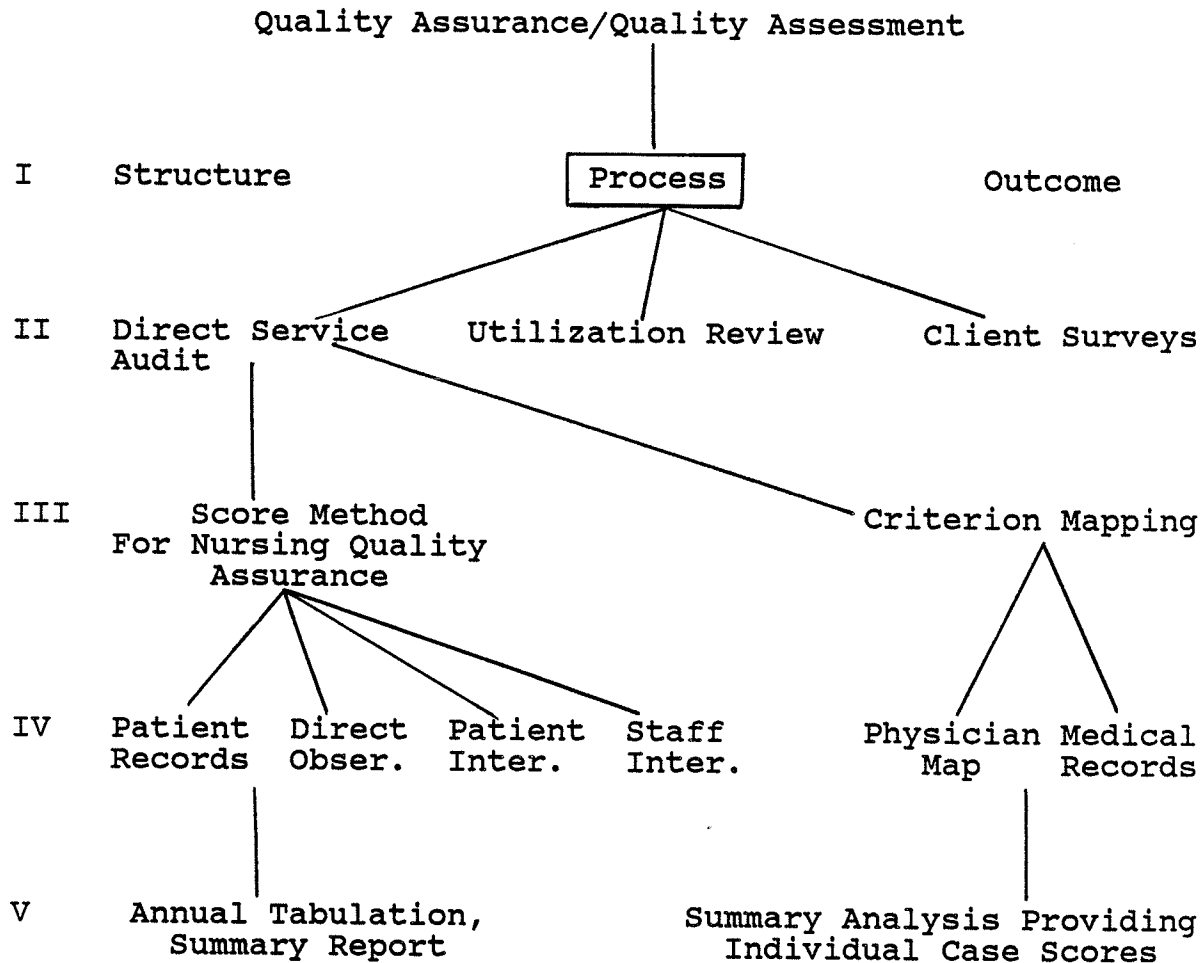 Quality Assurance/Quality Assessment
I Structure Process Outcome
II Direct Service Utilization Review Client Surveys
Audit
III Score Method Criterion Mapping
For Nursing Quality
Assurance
IV Patient Direct Patient Staff Physician Medical
Records Obser. Inter. Inter. Map Records
V Annual Tabulation, Summary Analysis Providing
Summary Report Individual Case Scores